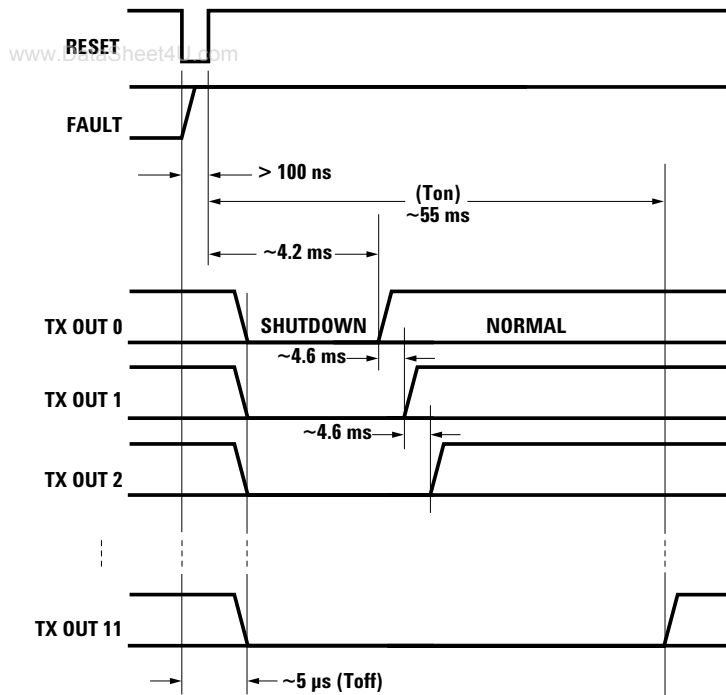 RESET
www.DataSheet4U.com
FAULT
> 100 ns
(Ton)
~55 ms
~4.2 ms
TX OUT 0
SHUTDOWN
NORMAL
~4.6 ms
TX OUT 1
~4.6 ms
TX OUT 2
TX OUT 11
~5 µs (Toff)